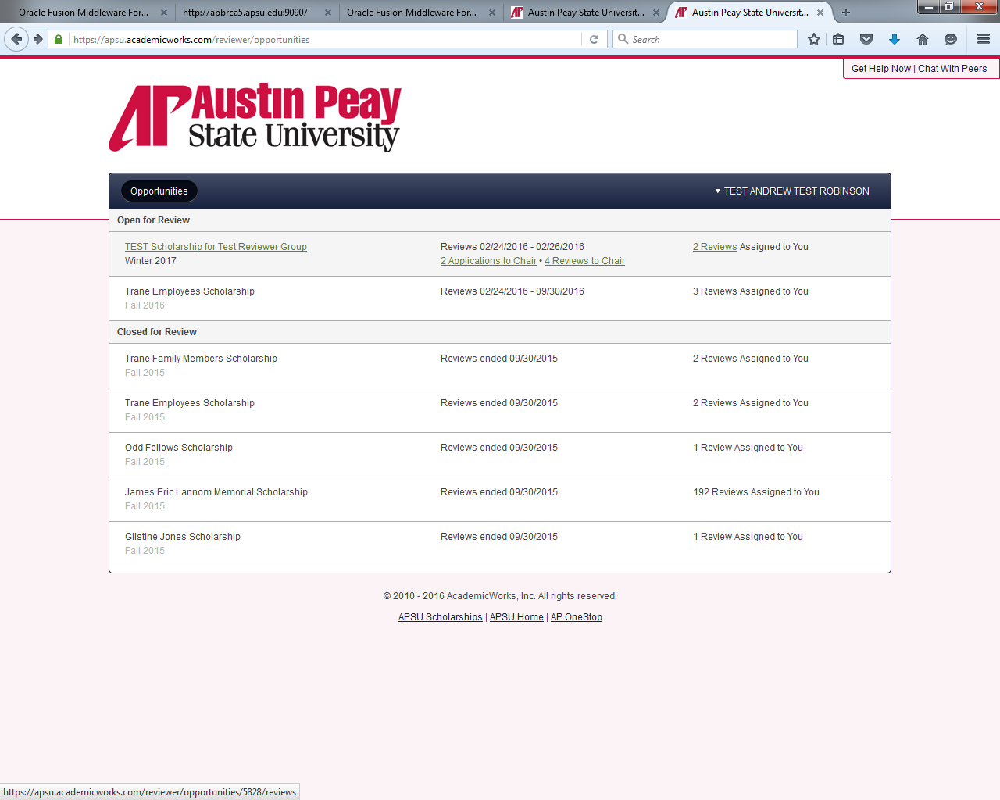 Oracle Fusion Middleware For...
http://apbrca5.apsu.edu:9090/
Oracle Fusion Middleware For...
Austin Peay State Universit...
Austin Peay State Universit...
https://apsu.academicworks.com/reviewer/opportunities
Search
Get Help Now | Chat With Peers
AP Austin Peay
State University
Opportunities
TEST ANDREW TEST ROBINSON
Open for Review
TEST Scholarship for Test Reviewer Group
Reviews 02/24/2016 - 02/26/2016
2 Reviews Assigned to You
Winter 2017
2 Applications to Chair • 4 Reviews to Chair
Trane Employees Scholarship
Reviews 02/24/2016 - 09/30/2016
3 Reviews Assigned to You
Fall 2016
Closed for Review
Trane Family Members Scholarship
Reviews ended 09/30/2015
2 Reviews Assigned to You
Fall 2015
Trane Employees Scholarship
Reviews ended 09/30/2015
2 Reviews Assigned to You
Fall 2015
Odd Fellows Scholarship
Reviews ended 09/30/2015
1 Review Assigned to You
Fall 2015
James Eric Lannom Memorial Scholarship
Reviews ended 09/30/2015
192 Reviews Assigned to You
Fall 2015
Glistine Jones Scholarship
Reviews ended 09/30/2015
1 Review Assigned to You
Fall 2015
© 2010 - 2016 AcademicWorks, Inc. All rights reserved.
APSU Scholarships | APSU Home | AP OneStop
https://apsu.academicworks.com/reviewer/opportunities/5828/reviews